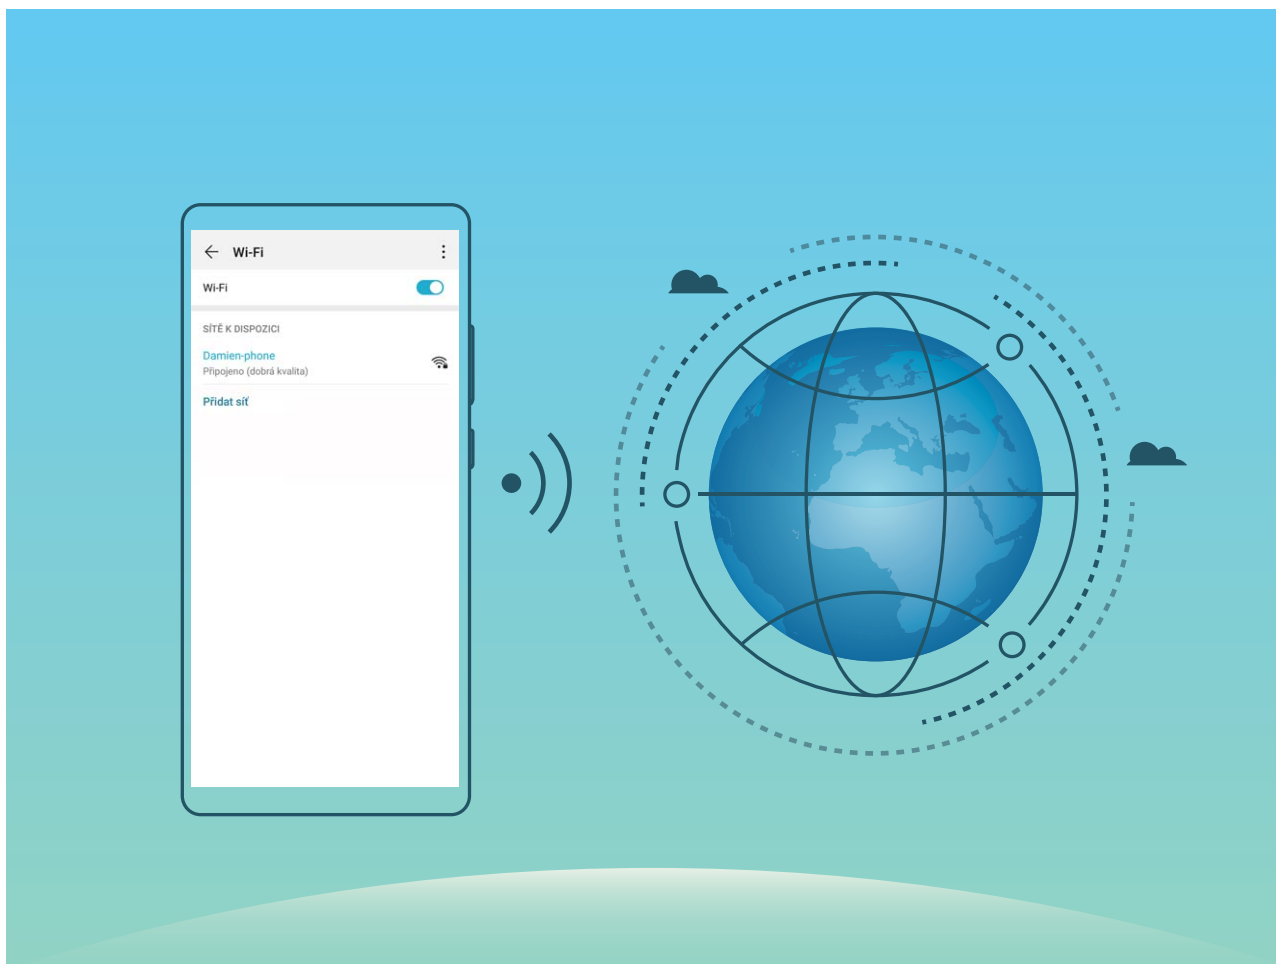 Wi-Fi
Wi-Fi
SÍTĚ K DISPOZICI
Damien-phone
Připojeno (dobrá kvalita)
Přidat síť